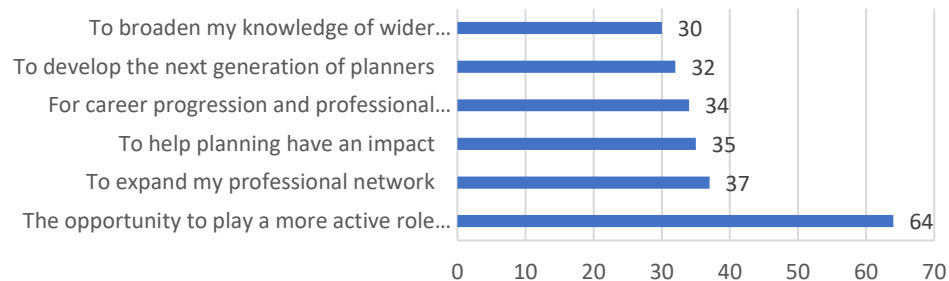 To broaden my knowledge of wider... 30
To develop the next generation of planners 32
For career progression and professional... 34
To help planning have an impact 35
To expand my professional network 37
The opportunity to play a more active role... 64
0 10 20 30 40 50 60 70